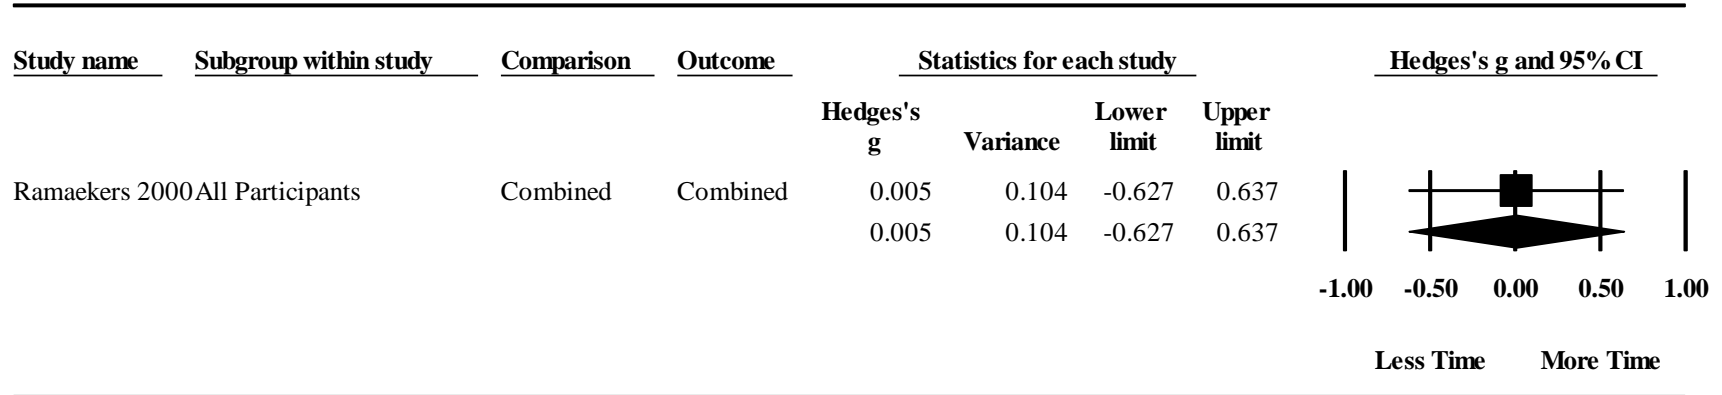 Study name Subgroup within study Comparison Outcome Statistics for each study Hedges's g and 95% CI
Hedges's Lower Upper
g Variance limit limit
Ramaekers 2000 All Participants Combined Combined 0.005 0.104 -0.627 0.637
0.005 0.104 -0.627 0.637
-1.00 -0.50 0.00 0.50 1.00
Less Time More Time